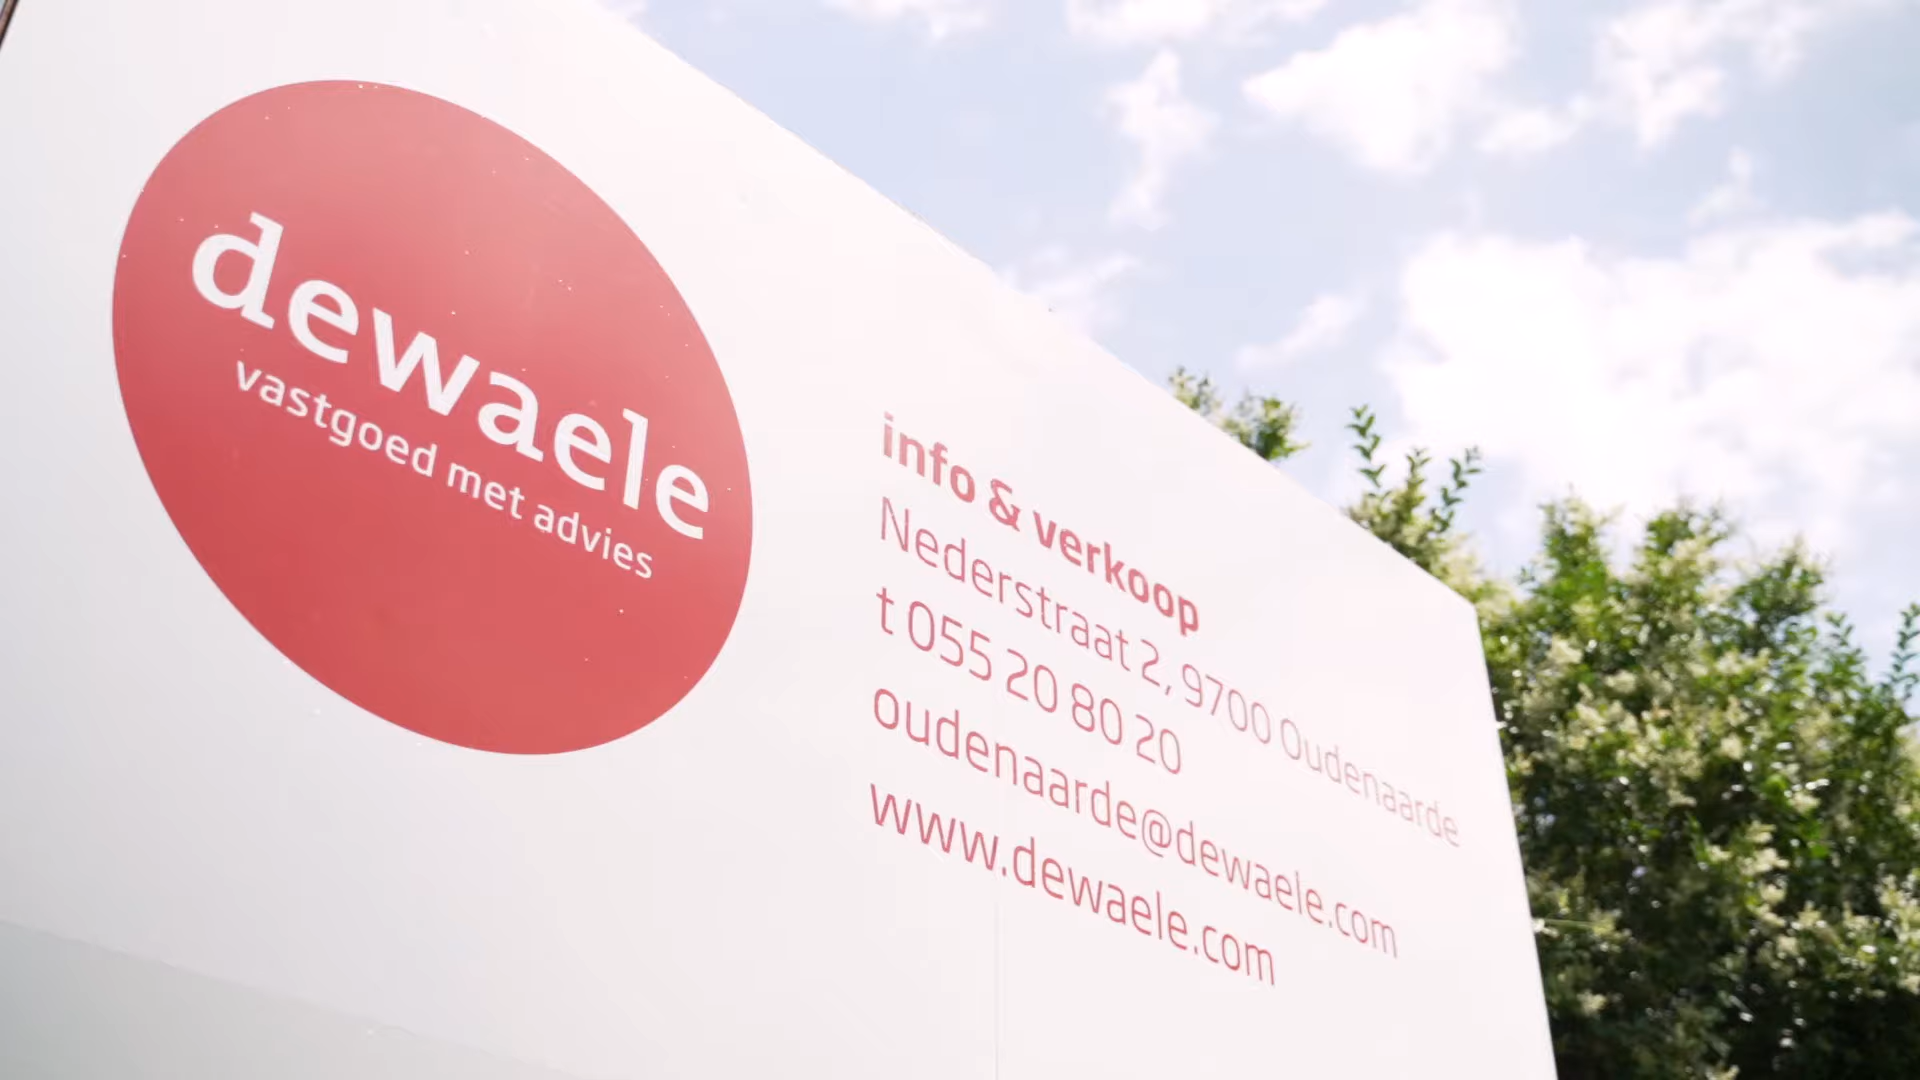 dewaele
vastgoed met advies
info & verkoop
Nederstraat 2, 9700 Oudenaarde
t 055 20 80 20
oudenaarde@dewaele.com
www.dewaele.com